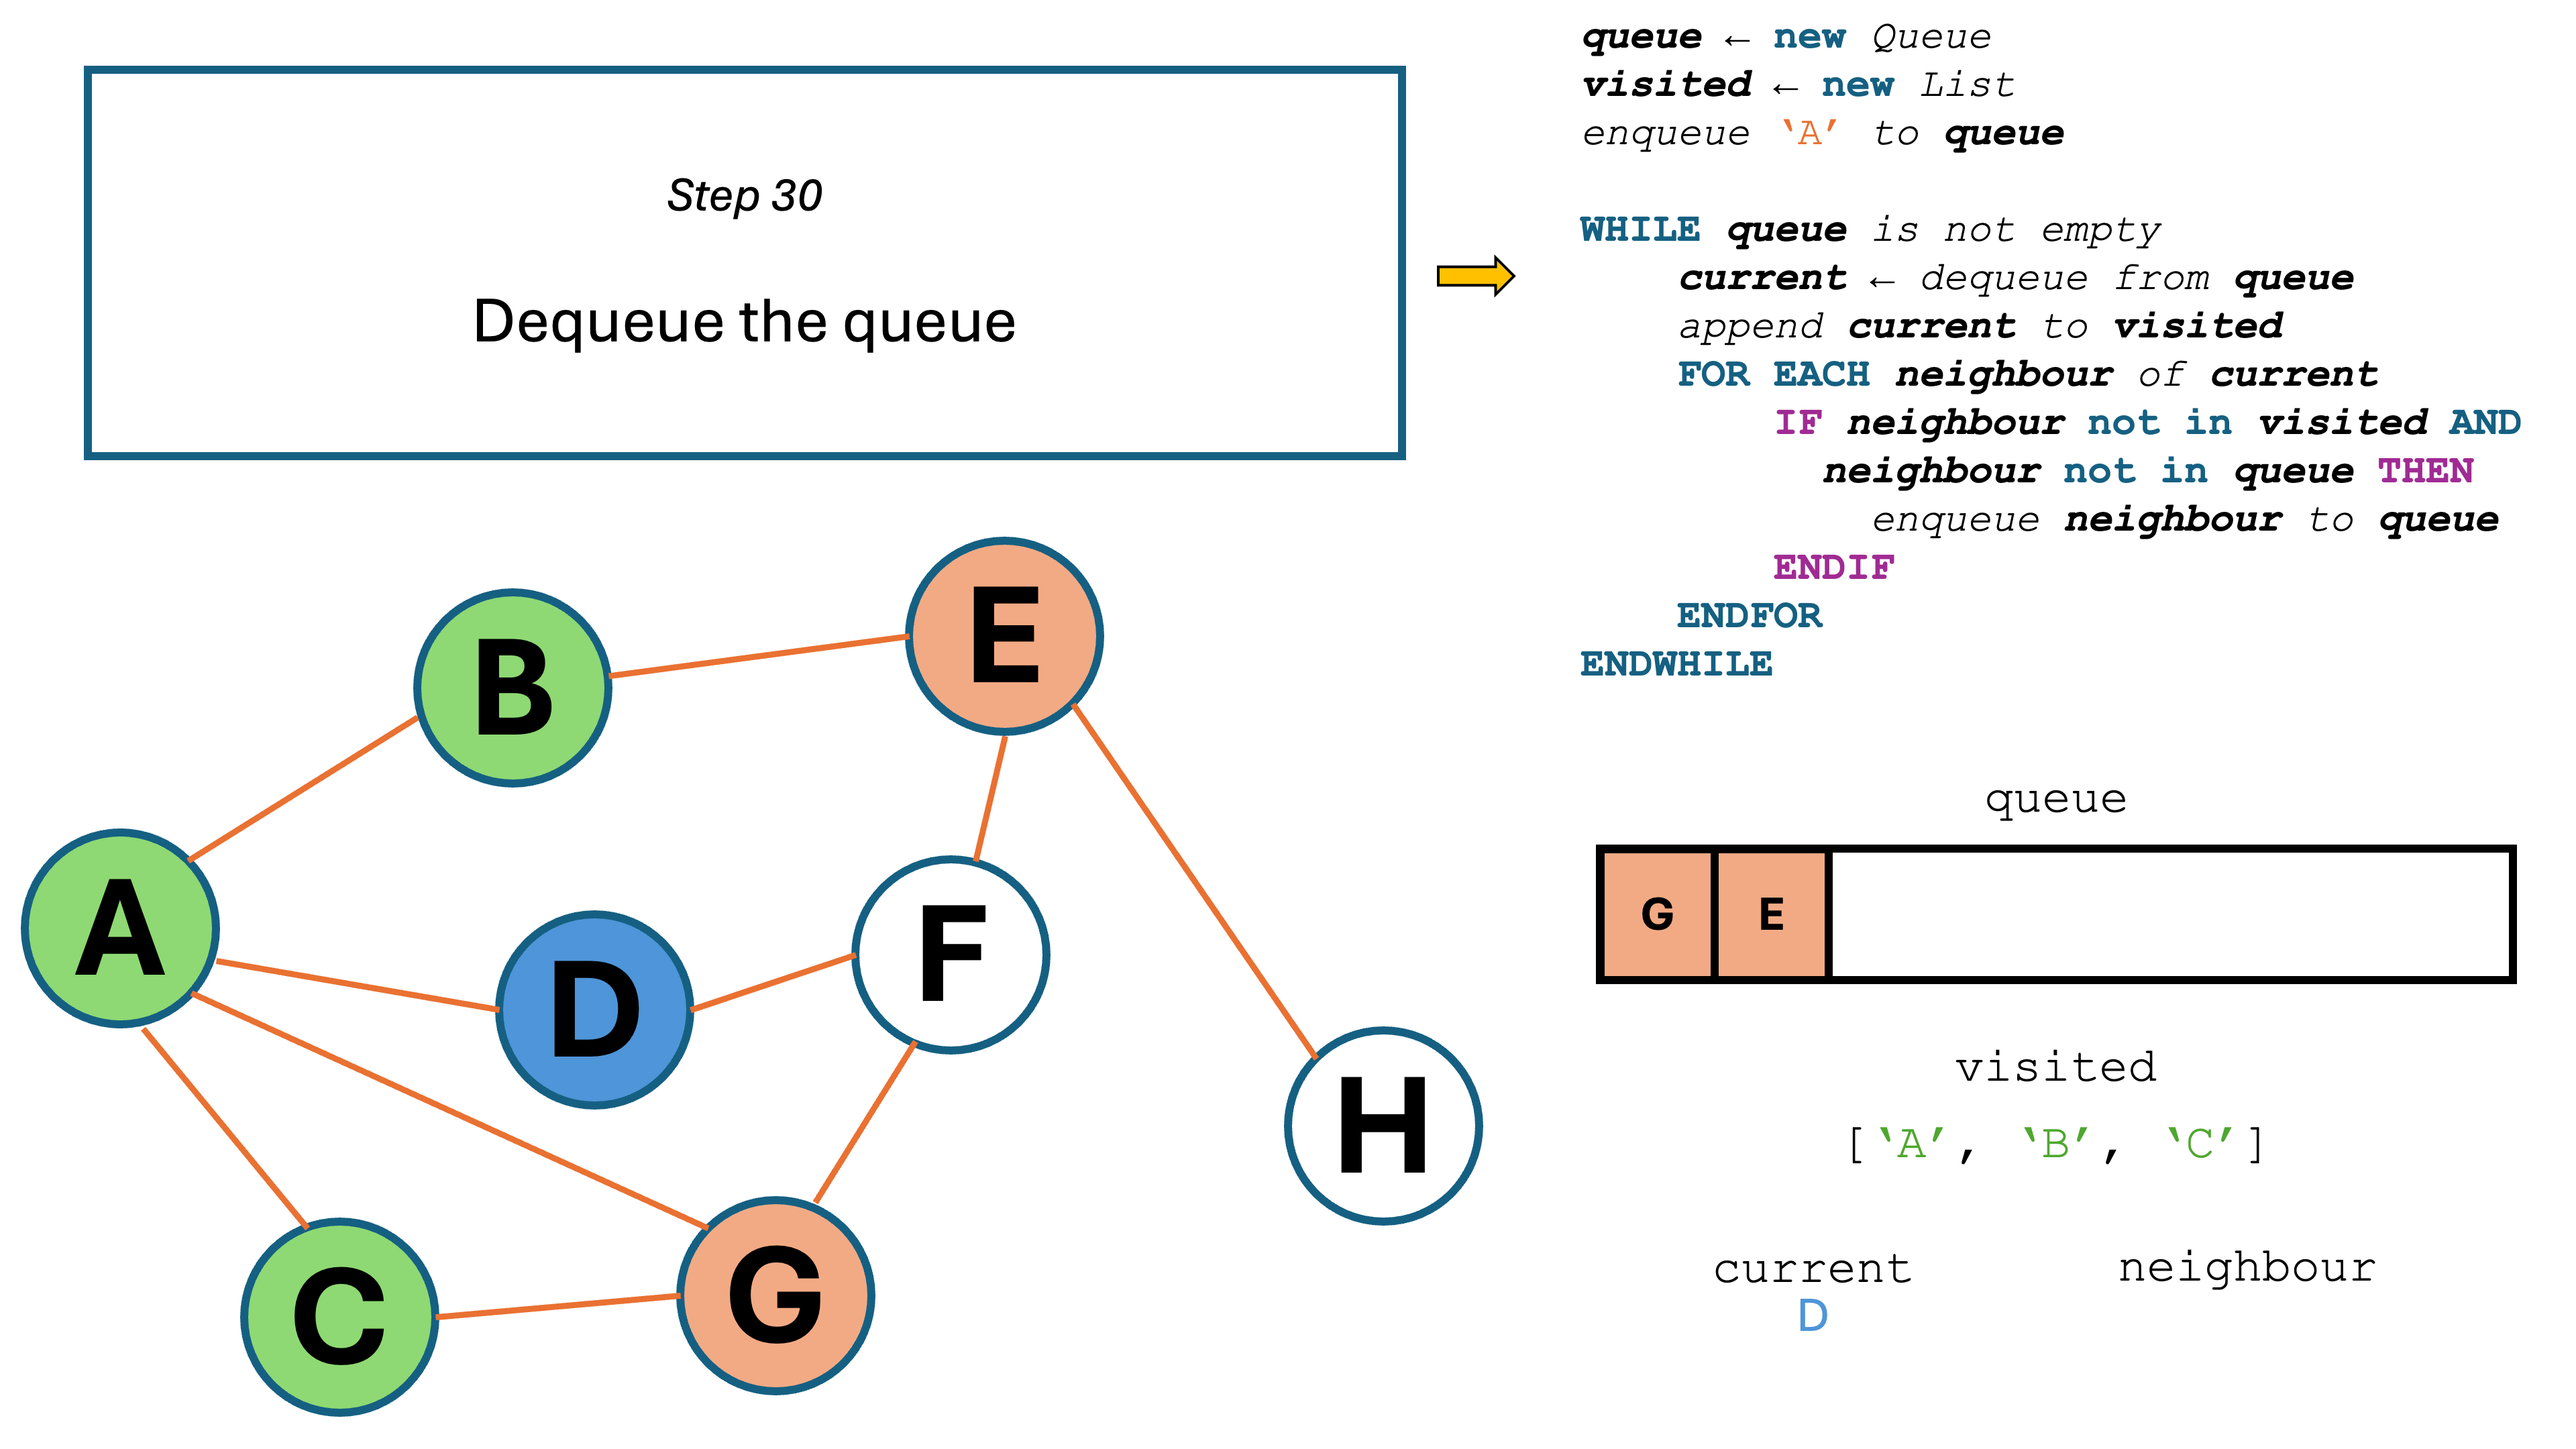 Step 30
Dequeue the queue
queue ← new Queue
visited ← new List
enqueue ‘A’ to queue
WHILE queue is not empty
current ← dequeue from queue
append current to visited
FOR EACH neighbour of current
IF neighbour not in visited AND
neighbour not in queue THEN
enqueue neighbour to queue
ENDIF
ENDFOR
ENDWHILE
B
E
A
D
F
C
G
H
queue
G E
visited
[‘A’, ‘B’, ‘C’]
current neighbour
D